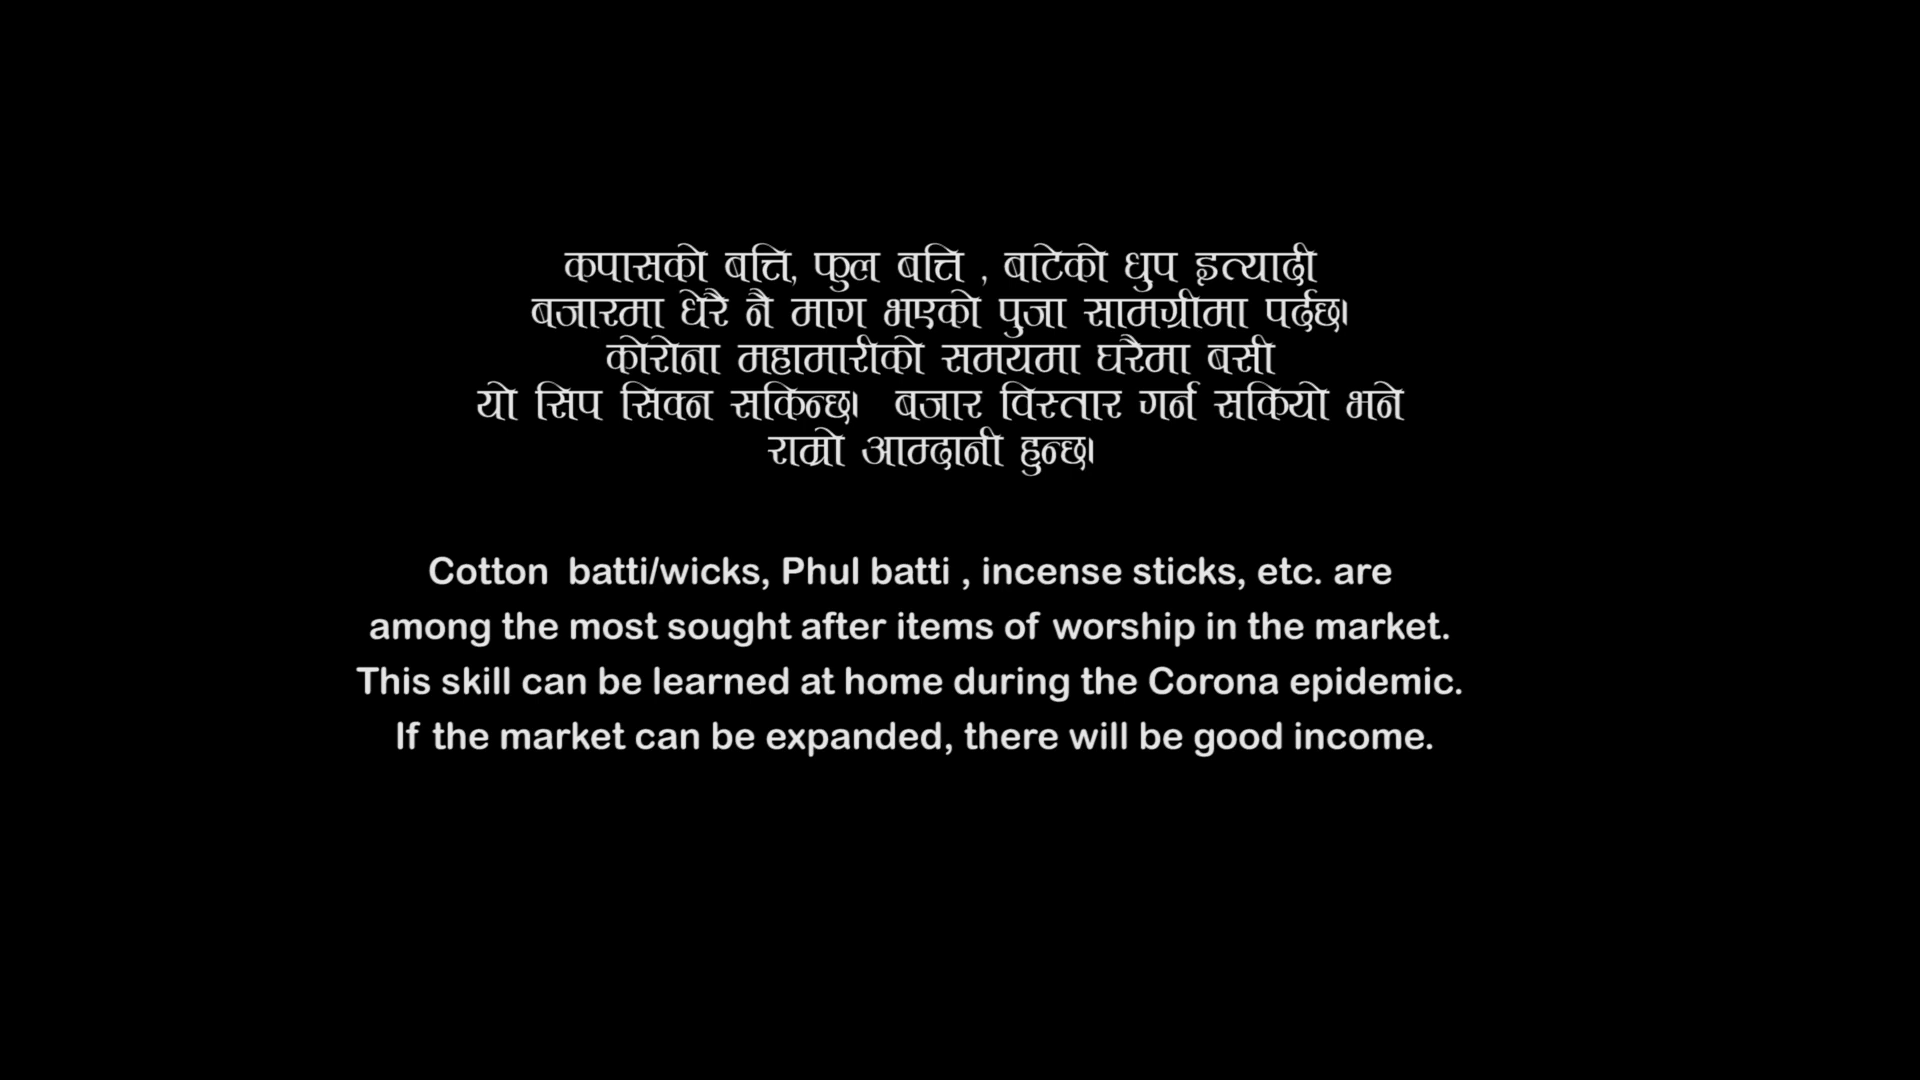 कपासको बत्ति, फुल बत्ति , बाटेको धुप इत्यादी
बजारमा धेरै नै माग भएको पुजा सामग्रीमा पर्दछ।
कोरोना महामारीको समयमा घरैमा बसी
यो सिप सिक्न सकिन्छ।  बजार विस्तार गर्न सकियो भने
राम्रो आम्दानी हुन्छ।
Cotton  batti/wicks, Phul batti , incense sticks, etc. are
among the most sought after items of worship in the market.
This skill can be learned at home during the Corona epidemic.
If the market can be expanded, there will be good income.